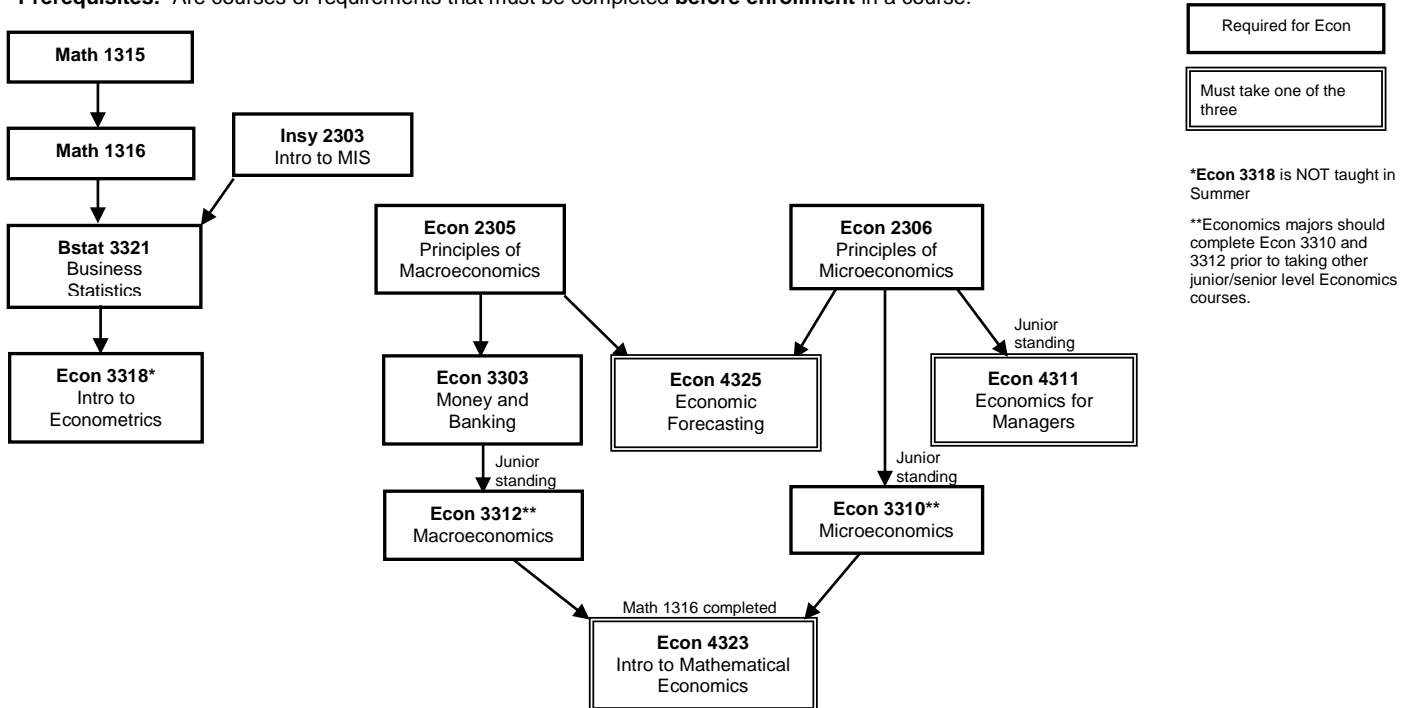 Prerequisites: Are courses or requirements that must be completed before enrollment in a course.
Required for Econ
Must take one of the
three
*Econ 3318 is NOT taught in
Summer
**Economics majors should
complete Econ 3310 and
3312 prior to taking other
junior/senior level Economics
courses.
Math 1315
Math 1316
Insy 2303
Intro to MIS
Bstat 3321
Business
Statistics
Econ 3318*
Intro to
Econometrics
Econ 2305
Principles of
Macroeconomics
Econ 2306
Principles of
Microeconomics
Junior
standing
Econ 3303
Money and
Banking
Econ 4325
Economic
Forecasting
Econ 4311
Economics for
Managers
Junior
standing
Junior
standing
Econ 3312**
Macroeconomics
Econ 3310**
Microeconomics
Math 1316 completed
Econ 4323
Intro to Mathematical
Economics